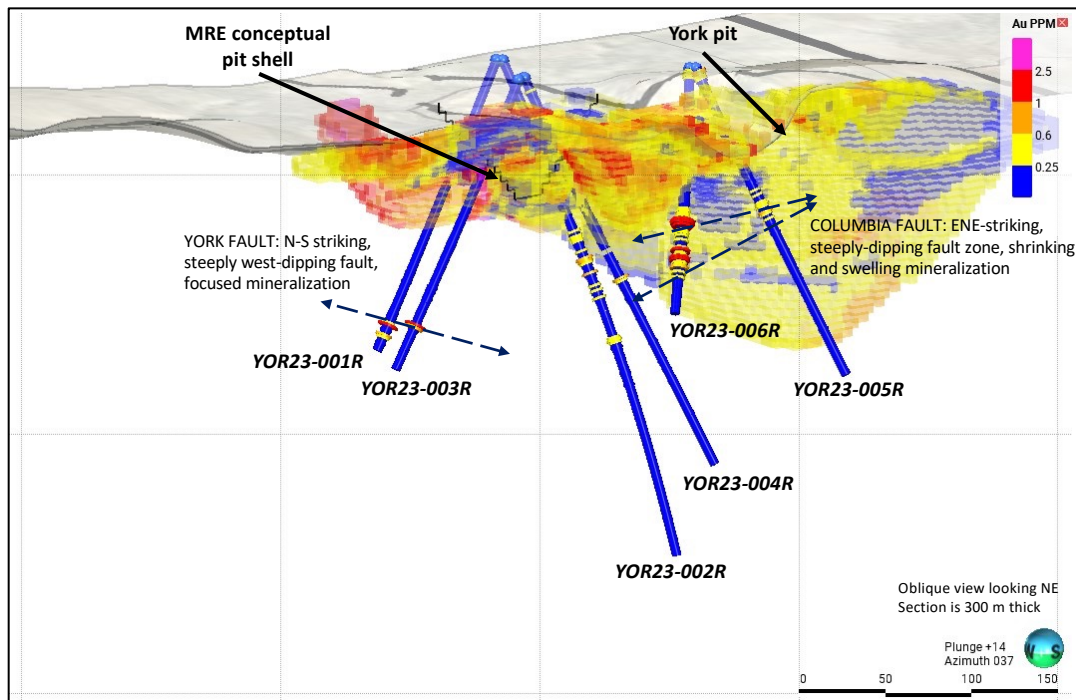 MRE conceptual
pit shell
York pit
Au PPM
2.5
1
0.6
0.25
YORK FAULT: N-S striking,
steeply west-dipping fault,
focused mineralization
COLUMBIA FAULT: ENE-striking,
steeply-dipping fault zone, shrinking
and swelling mineralization
YOR23-001R
YOR23-003R
YOR23-006R
YOR23-005R
YOR23-004R
YOR23-002R
Oblique view looking NE
Section is 300 m thick
Plunge +14
Azimuth 037
S
0 50 100 150